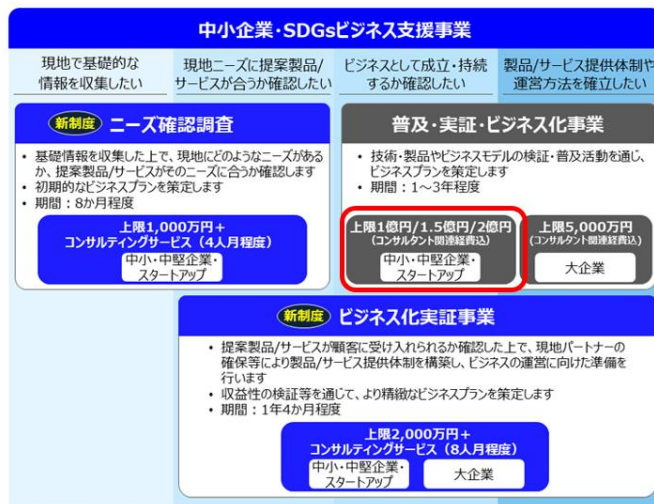 中小企業・SDGsビジネス支援事業
現地で基礎的な
情報を収集したい
現地ニーズに提案製品/
サービスが合うか確認したい
ビジネスとして成立・持続
するか確認したい
製品/サービス提供体制や
運営方法を確立したい
新制度 ニーズ確認調査
• 基礎情報を収集した上で、現地にどのようなニーズがある
か、提案製品/サービスがそのニーズに合うか確認します
• 初期的なビジネスプランを策定します
• 期間：8か月程度
上限1,000万円＋
コンサルティングサービス（4人月程度）
中小・中堅企業・
スタートアップ
普及・実証・ビジネス化事業
• 技術・製品やビジネスモデルの検証・普及活動を通じ、
ビジネスプランを策定します
• 期間：1～3年程度
上限1億円/1.5億円/2億円
(コンサルタント関連経費込)
中小・中堅企業・
スタートアップ
上限5,000万円
(コンサルタント関連経費込)
大企業
新制度 ビジネス化実証事業
• 提案製品/サービスが顧客に受け入れられるか確認した上で、現地パートナーの
確保等により製品/サービス提供体制を構築し、ビジネスの運営に向けた準備を
行います
• 収益性の検証等を通じて、より精緻なビジネスプランを策定します
• 期間：1年4か月程度
上限2,000万円＋
コンサルティングサービス（8人月程度）
中小・中堅企業・
スタートアップ
大企業